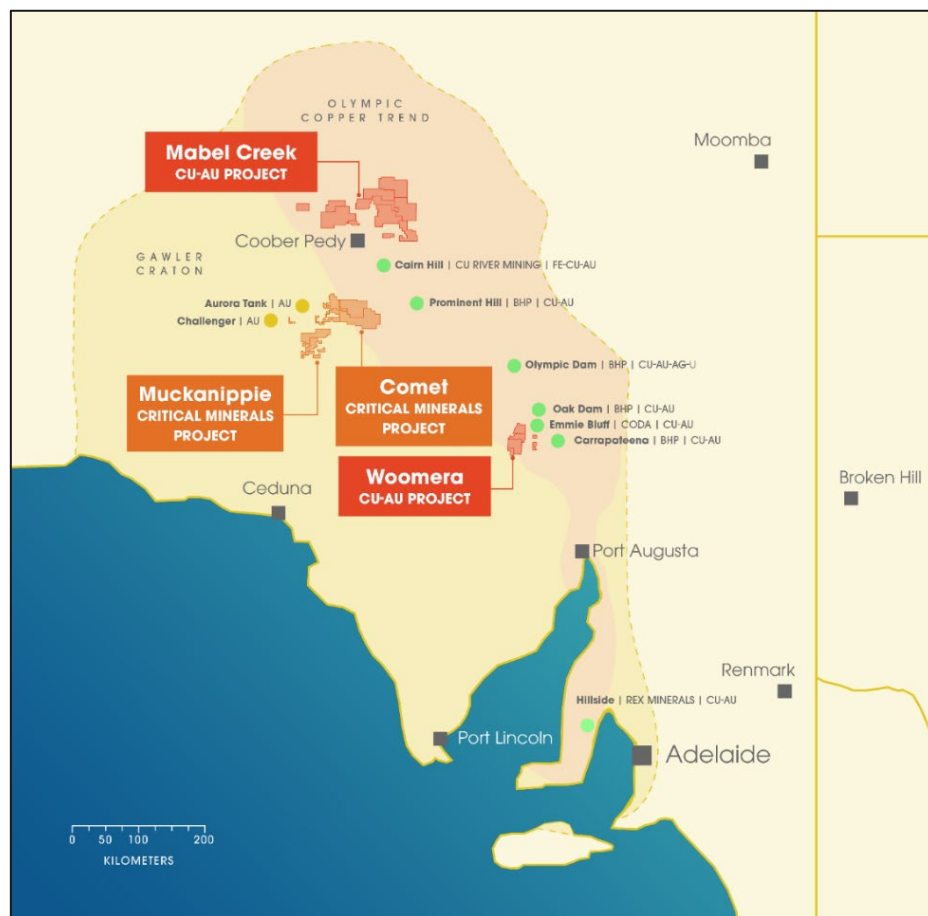 OLYMPIC
COPPER TREND
Mabel Creek
CU-AU PROJECT
Moomba
Coober Pedy
GAWLER
CRATON
Cairn Hill | CU RIVER MINING | FE-CU-AU
Aurora Tank | AU
Challenger | AU
Prominent Hill | BHP | CU-AU
Olympic Dam | BHP | CU-AU-AG-U
Muckanippie
CRITICAL MINERALS
PROJECT
Comet
CRITICAL MINERALS
PROJECT
Oak Dam | BHP | CU-AU
Emmie Bluff | CODA | CU-AU
Carrapateena | BHP | CU-AU
Woomera
CU-AU PROJECT
Ceduna
Broken Hill
Port Augusta
Renmark
Hillside | REX MINERALS | CU-AU
Port Lincoln
Adelaide
0 50 100 200
KILOMETERS